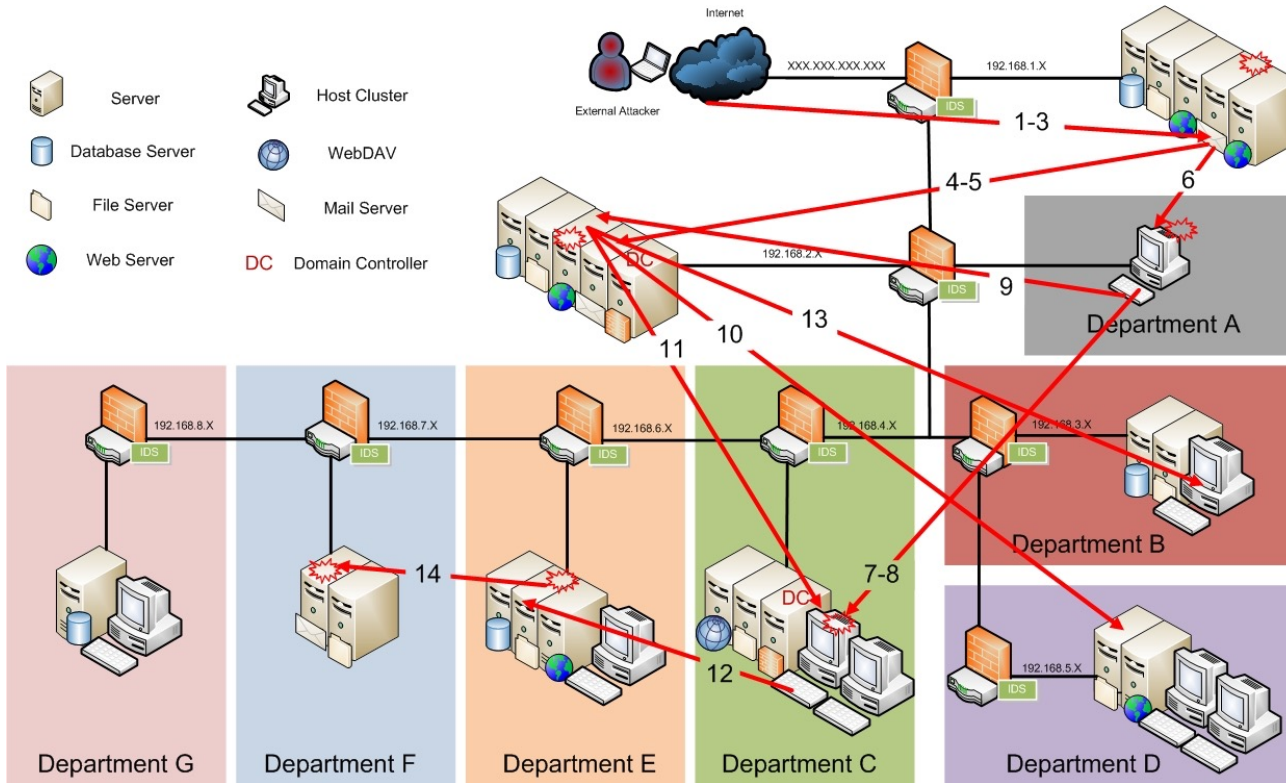 Internet
XXX.XXX.XXX.XXX
192.168.1.X
IDS
External Attacker
1-3
Server
Host Cluster
Database Server
WebDAV
File Server
Mail Server
Web Server
DC Domain Controller
4-5
6
DC
192.168.2.X
IDS
9
13
10
11
Department A
192.168.8.X
IDS
192.168.7.X
IDS
192.168.6.X
IDS
192.168.4.X
IDS
192.168.3.X
IDS
Department B
14
7-8
DC
12
192.168.5.X
IDS
Department G
Department F
Department E
Department C
Department D